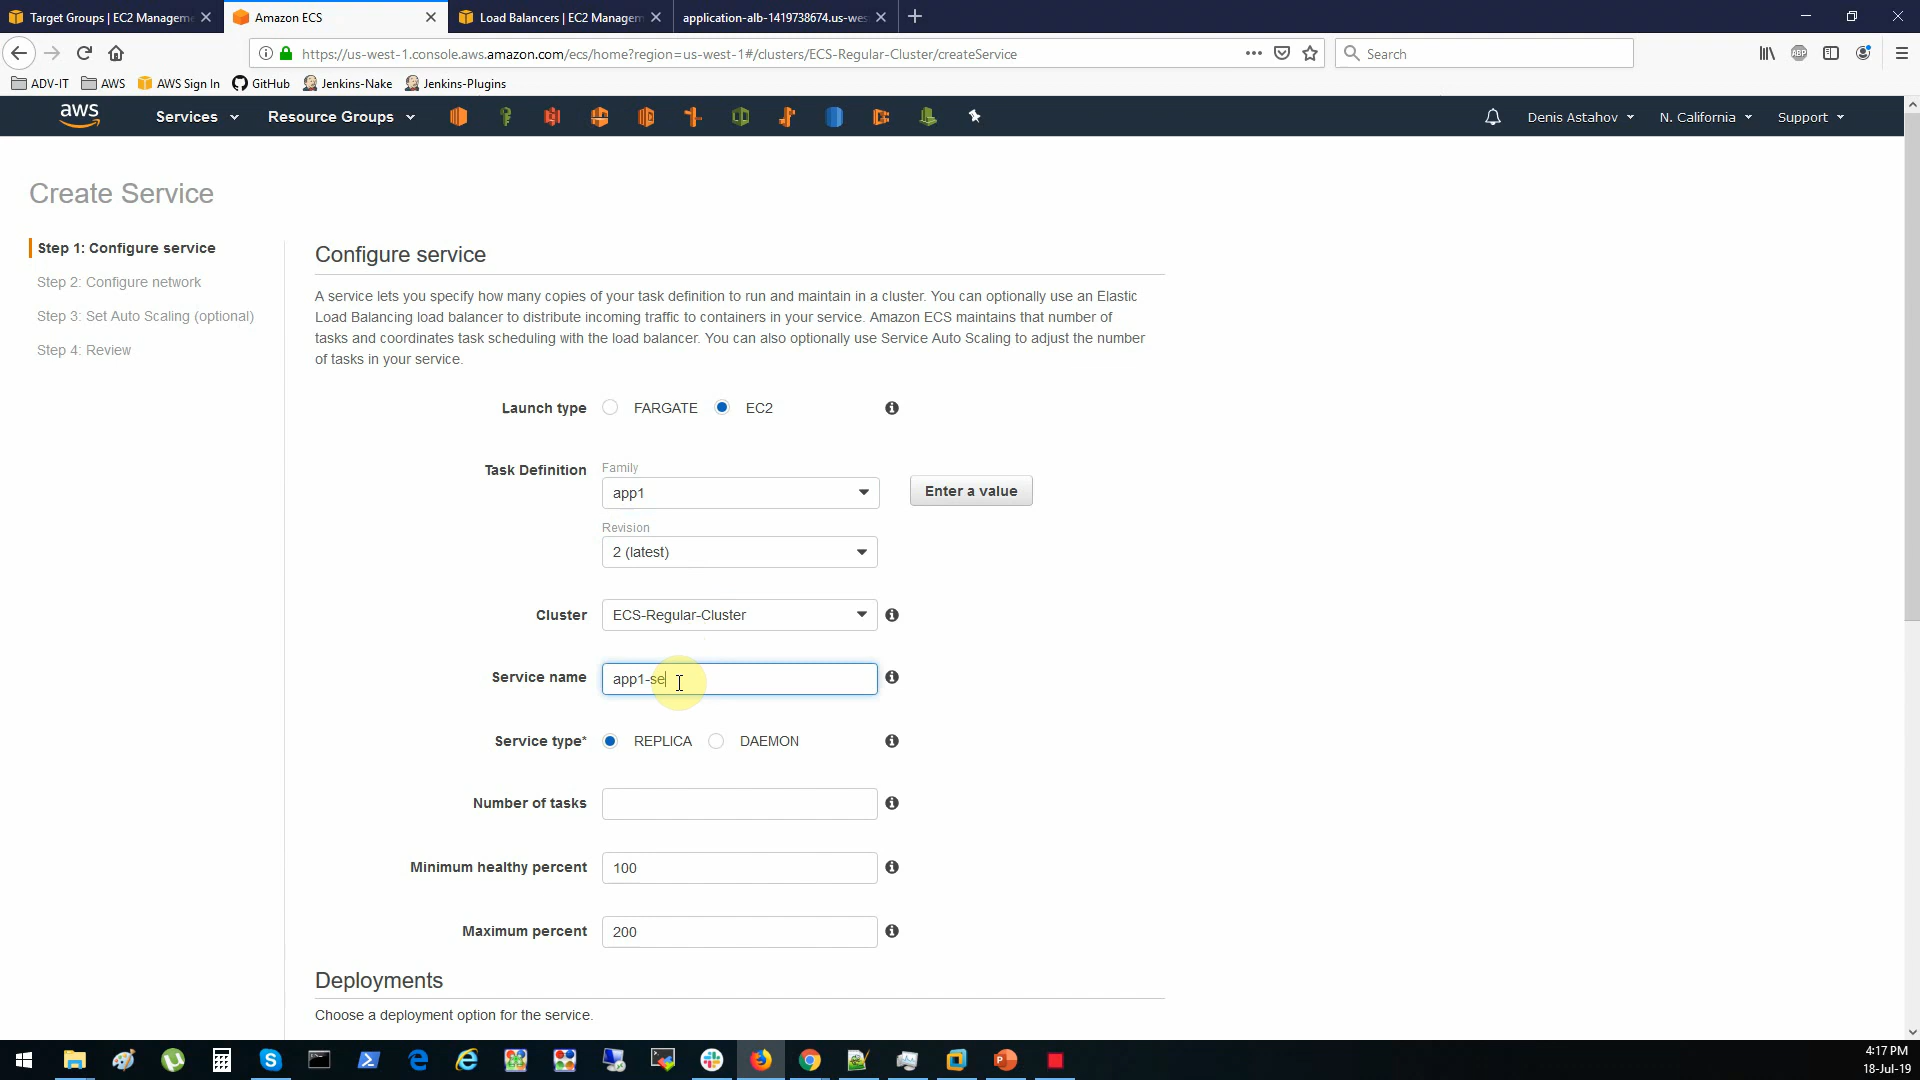 Target Groups | EC2 Manageme
Amazon ECS
Load Balancers | EC2 Managem
application-alb-1419738674.us-wes
https://us-west-1.console.aws.amazon.com/ecs/home?region=us-west-1#/clusters/ECS-Regular-Cluster/createService
Search
ABP
ADV-IT
AWS
AWS Sign In
GitHub
Jenkins-Nake
Jenkins-Plugins
aws
Services
Resource Groups
Denis Astahov
N. California
Support
Create Service
Step 1: Configure service
Step 2: Configure network
Step 3: Set Auto Scaling (optional)
Step 4: Review
Configure service
A service lets you specify how many copies of your task definition to run and maintain in a cluster. You can optionally use an Elastic
Load Balancing load balancer to distribute incoming traffic to containers in your service. Amazon ECS maintains that number of
tasks and coordinates task scheduling with the load balancer. You can also optionally use Service Auto Scaling to adjust the number
of tasks in your service.
Launch type
FARGATE
EC2
Task Definition
Family
app1
Enter a value
Revision
2 (latest)
Cluster
ECS-Regular-Cluster
Service name
app1-se
Service type*
REPLICA
DAEMON
Number of tasks
Minimum healthy percent
100
Maximum percent
200
Deployments
Choose a deployment option for the service.
4:17 PM
18-Jul-19